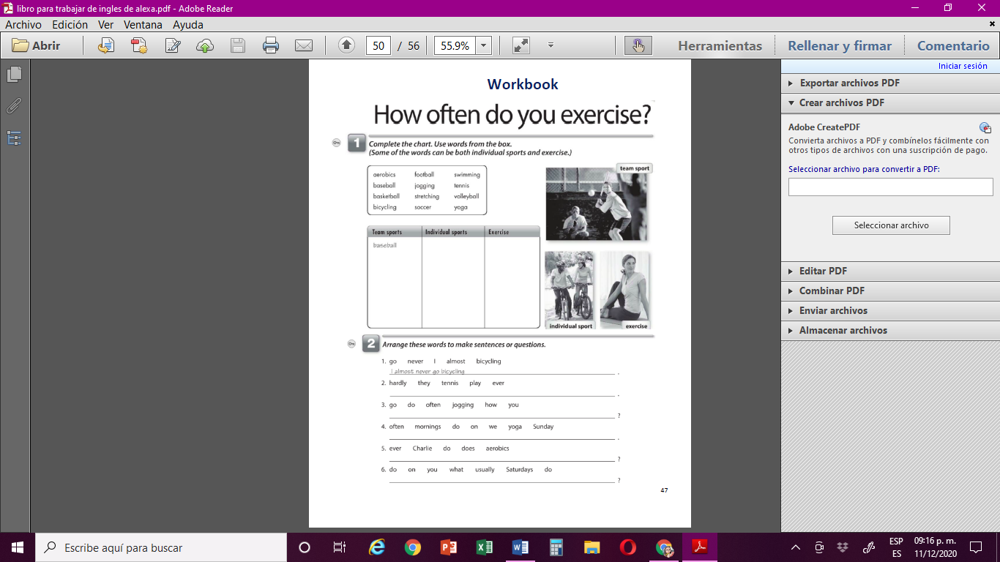 libro para trabajar de ingles de alexa.pdf - Adobe Reader
Archivo Edición Ver Ventana Ayuda
Abrir
50 / 56
55.9%
Herramientas
Rellenar y firmar
Comentario
Iniciar sesión
Exportar archivos PDF
Crear archivos PDF
Adobe CreatePDF
Convierta archivos a PDF y combínelos fácilmente con
otros tipos de archivos con una suscripción de pago.
Seleccionar archivo para convertir a PDF:
Seleccionar archivo
Editar PDF
Combinar PDF
Enviar archivos
Almacenar archivos
Workbook
How often do you exercise?
1 Complete the chart. Use words from the box.
(Some of the words can be both individual sports and exercise.)
aerobics football swimming
baseball jogging tennis
basketball stretching volleyball
bicycling soccer yoga
team sport
Team sports Individual sports Exercise
baseball
individual sport
exercise
2 Arrange these words to make sentences or questions.
1. go never I almost bicycling
I almost never go bicycling .
2. hardly they tennis play ever
.
3. go do often jogging how you
?
4. often mornings do on we yoga Sunday
.
5. ever Charlie do does aerobics
?
6. do on you what usually Saturdays do
?
47
Escribe aquí para buscar
ESP
ES
09:16 p. m.
11/12/2020